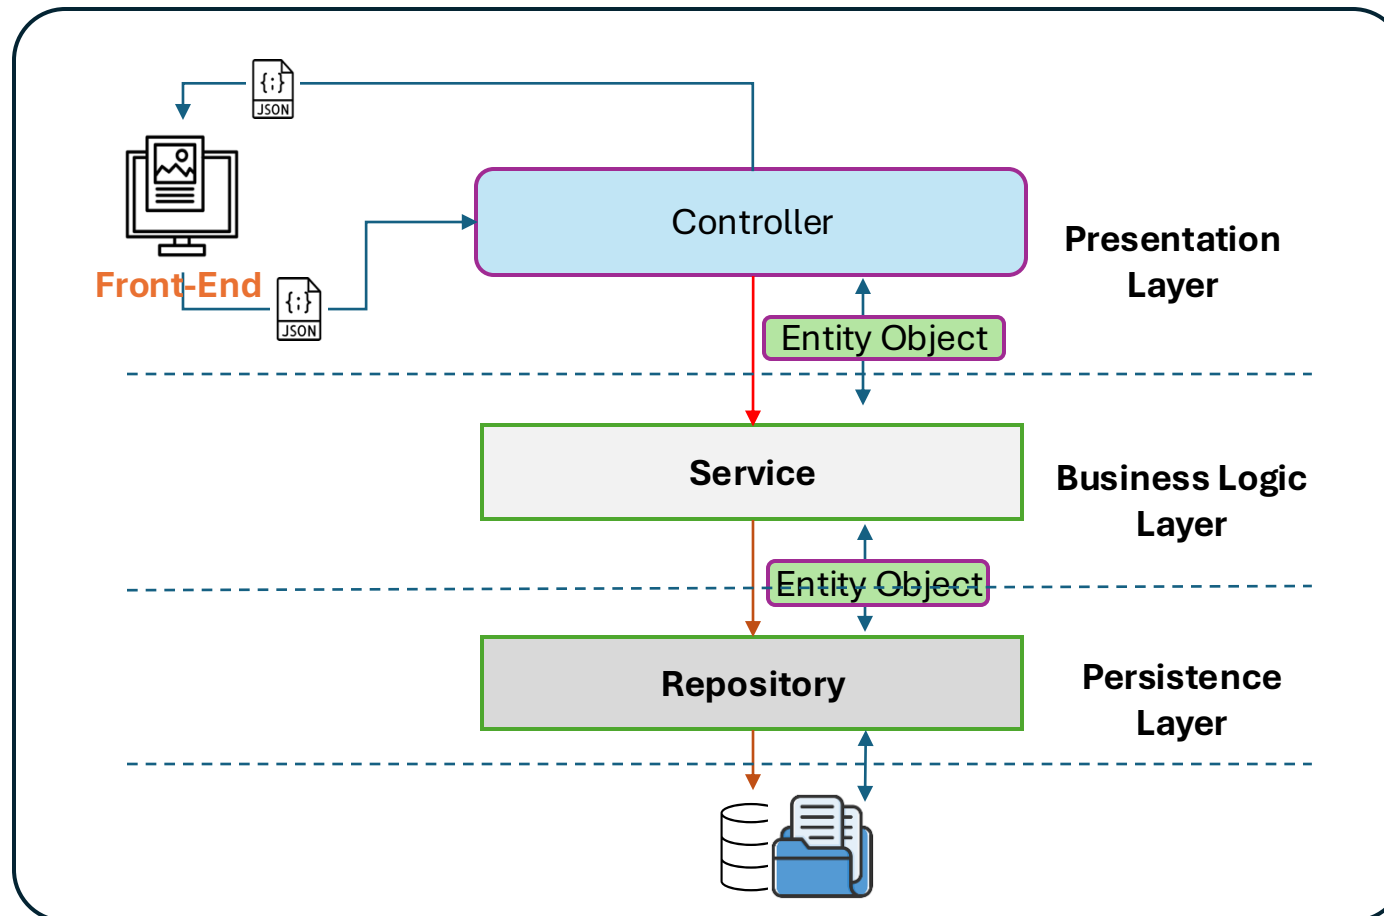 {;}
JSON
Front-End
{;}
JSON
Controller
Presentation
Layer
Entity Object
Service
Business Logic
Layer
Entity Object
Repository
Persistence
Layer